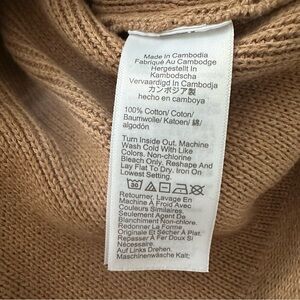 Made In Cambodia
Fabriqué Au Cambodge
Hergestellt In
Kambodscha
Vervaardigd In Cambodja
カンボジア製
hecho en camboya
100% Cotton/ Coton/
Baumwolle/ Katoen/ 綿/
algodón
Turn Inside Out. Machine
Wash Cold With Like
Colors. Non-chlorine
Bleach Only. Reshape And
Lay Flat To Dry. Iron On
Lowest Setting.
30
Retourner. Lavage En
Machine À Froid Avec
Couleurs Similaires.
Seulement Agent De
Blanchiment Non-chlore.
Redonner La Forme
Original Et Sécher À Plat.
Repasser À Fer Doux Si
Nécessaire.
Auf Links Drehen.
Maschinenwäsche Kalt: